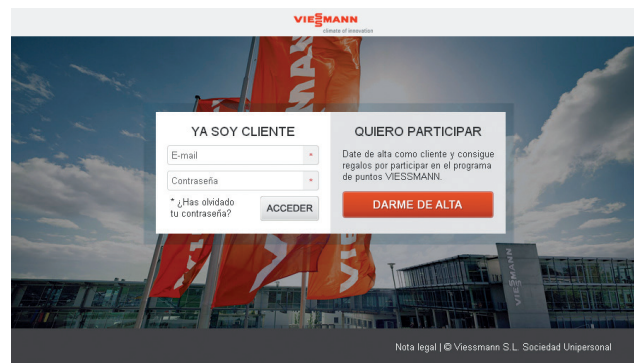 VIESSMANN
climate of innovation
YA SOY CLIENTE
E-mail *
Contraseña *
* ¿Has olvidado
tu contraseña?
ACCEDER
QUIERO PARTICIPAR
Date de alta como cliente y consigue
regalos por participar en el programa
de puntos VIESSMANN.
DARME DE ALTA
VIESSMANN
Nota legal | © Viessmann S.L. Sociedad Unipersonal